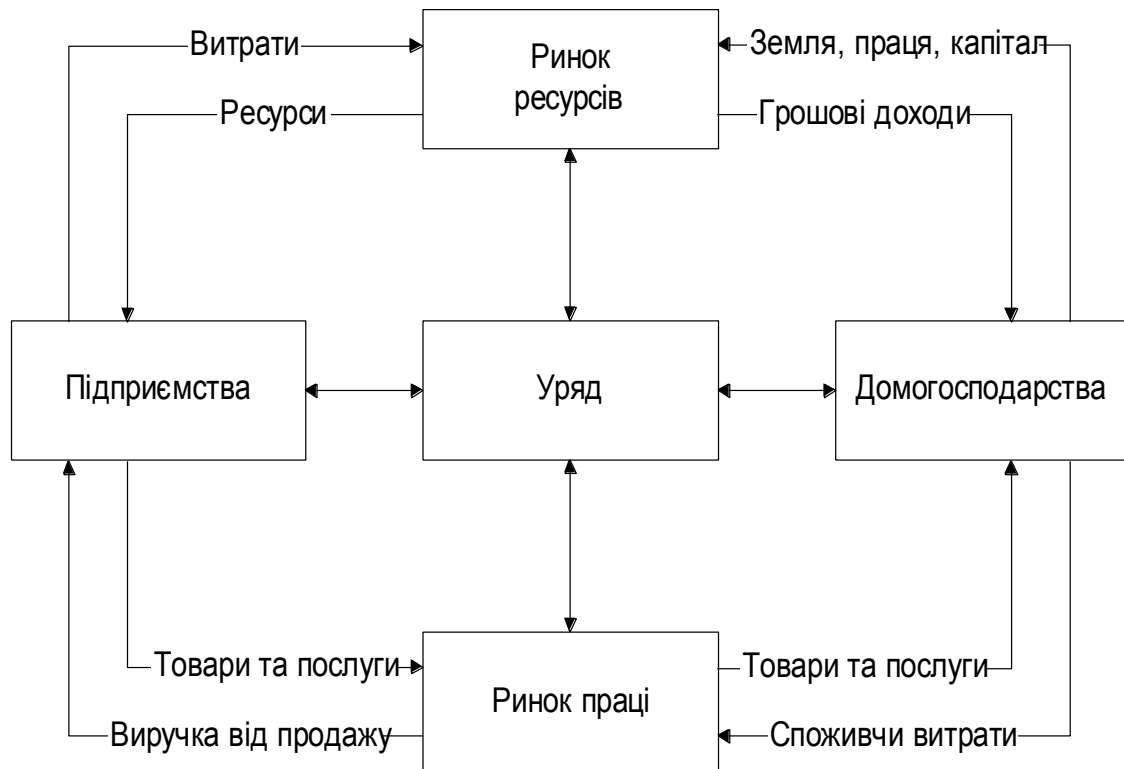 Витрати
Ринок
ресурсів
Земля, праця, капітал
Ресурси
Грошові доходи
Підприємства
Уряд
Домогосподарства
Товари та послуги
Ринок праці
Товари та послуги
Виручка від продажу
Споживчи витрати